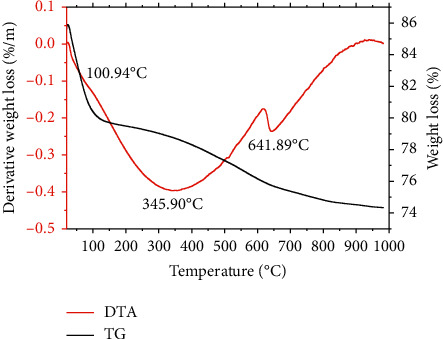 0.1
0.0
−0.1
−0.2
−0.3
−0.4
−0.5
Derivative weight loss (%/m)
86
84
82
80
78
76
74
Weight loss (%)
100.94°C
641.89°C
345.90°C
100 200 300 400 500 600 700 800 900 1000
Temperature (°C)
DTA
TG